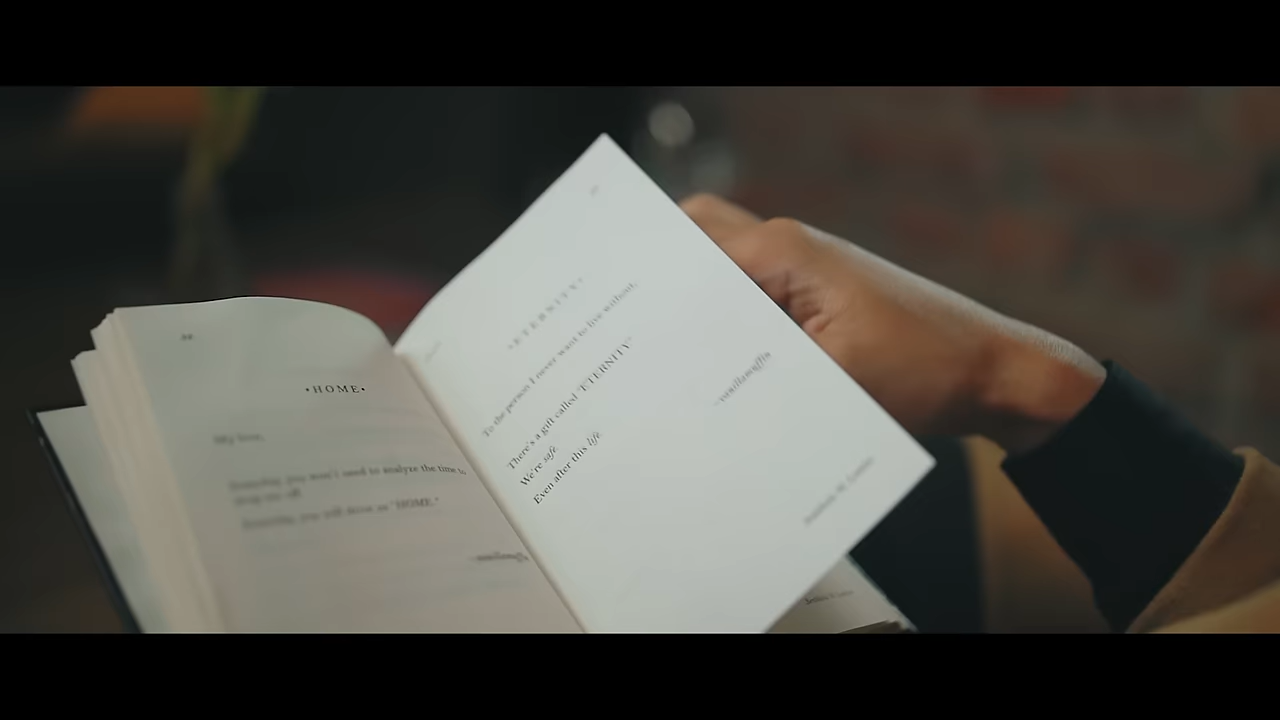 •HOME•
My love,
Someday, you won't need to analyze the time to
drop me off.
Someday, you will drive us "HOME."
"ETERNITY"
To the person I never want to live without,
There's a gift called "ETERNITY"
We're safe.
Even after this life.